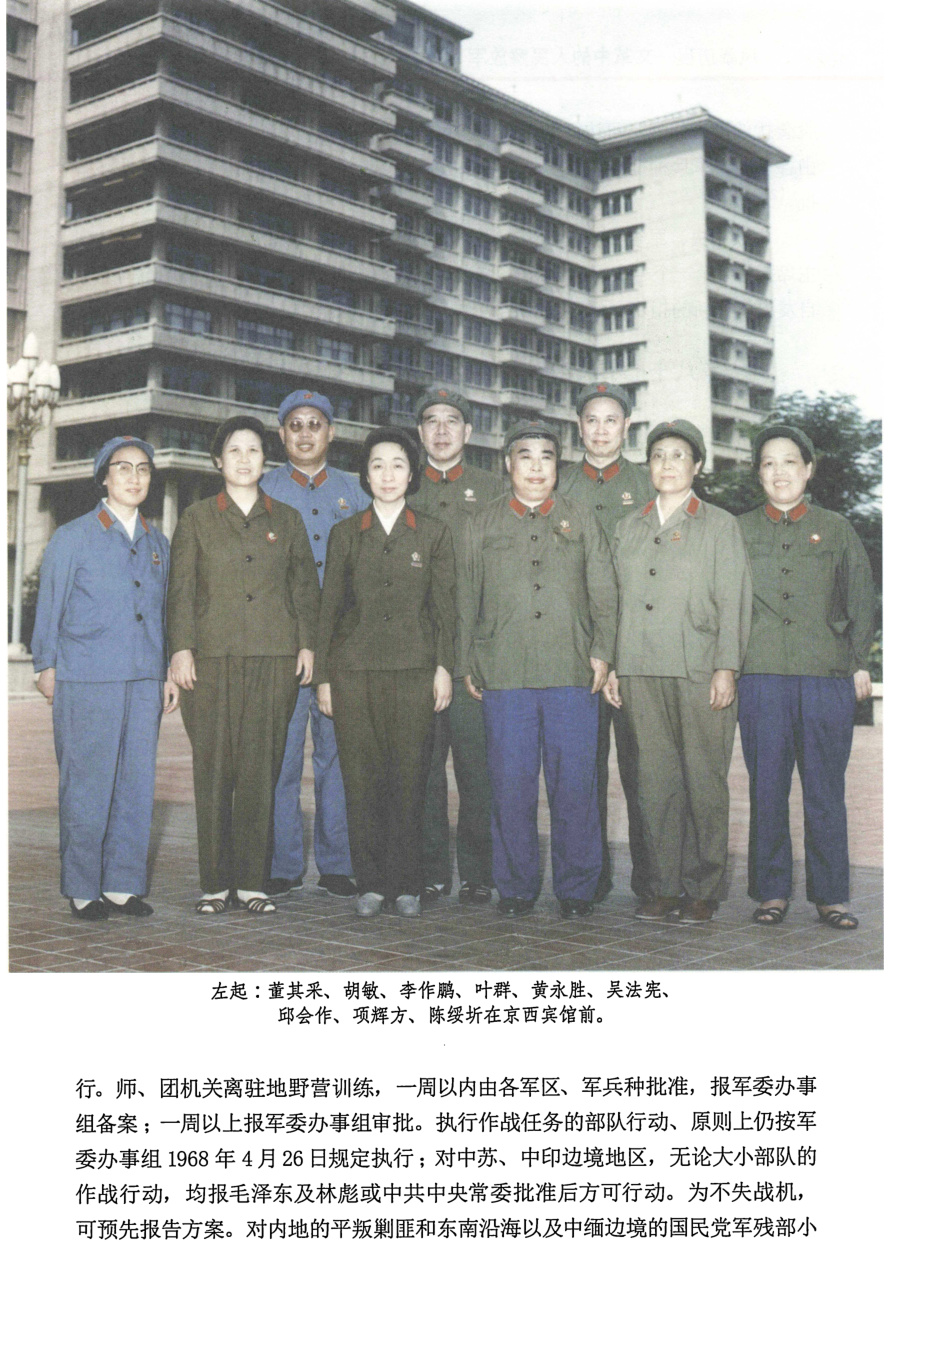 左起：董其采、胡敏、李作鹏、叶群、黄永胜、吴法宪、
邱会作、项辉方、陈绥圻在京西宾馆前。
行。师、团机关离驻地野营训练，一周以内由各军区、军兵种批准，报军委办事
组备案；一周以上报军委办事组审批。执行作战任务的部队行动、原则上仍按军
委办事组 1968 年 4 月 26 日规定执行；对中苏、中印边境地区，无论大小部队的
作战行动，均报毛泽东及林彪或中共中央常委批准后方可行动。为不失战机，
可预先报告方案。对内地的平叛剿匪和东南沿海以及中缅边境的国民党军残部小